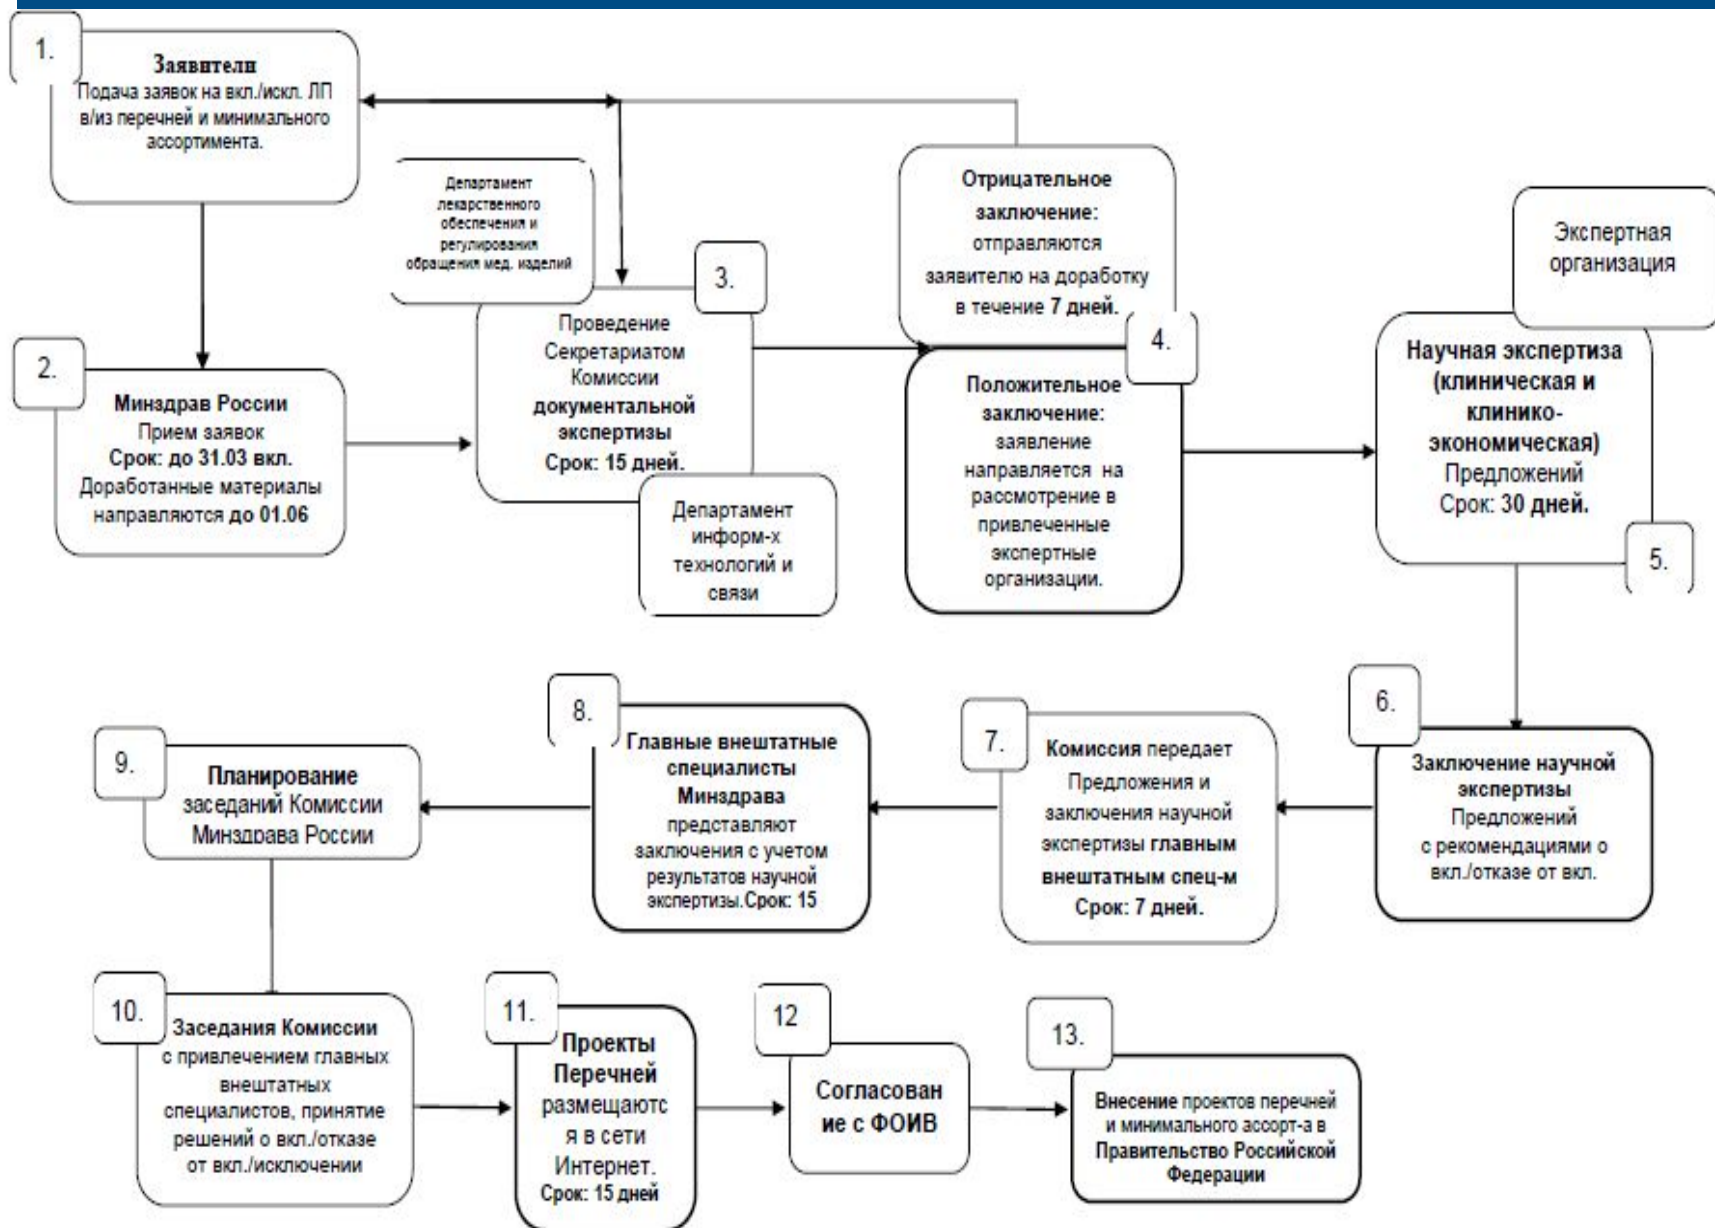 1.
Заявители
Подача заявок на вкл./искл. ЛП
в/из перечней и минимального
ассортимента.
2.
Минздрав России
Прием заявок
Срок: до 31.03 вкл.
Доработанные материалы
направляются до 01.06
Департамент
лекарственного
обеспечения и
регулирования
обращения мед. изделий
3.
Проведение
Секретариатом
Комиссии
документальной
экспертизы
Срок: 15 дней.
Департамент
информ-х
технологий и
связи
Отрицательное
заключение:
отправляются
заявителю на доработку
в течение 7 дней.
4.
Положительное
заключение:
заявление
направляется на
рассмотрение в
привлеченные
экспертные
организации.
Экспертная
организация
Научная экспертиза
(клиническая и
клинико-
экономическая)
Предложений
Срок: 30 дней.
5.
6.
Заключение научной
экспертизы
Предложений
с рекомендациями о
вкл./отказе от вкл.
7.
Комиссия передает
Предложения и
заключения научной
экспертизы главным
внештатным спец-м
Срок: 7 дней.
8.
Главные внештатные
специалисты
Минздрава
представляют
заключения с учетом
результатов научной
экспертизы.Срок: 15
9.
Планирование
заседаний Комиссии
Минздрава России
10.
Заседания Комиссии
с привлечением главных
внештатных
специалистов, принятие
решений о вкл./отказе
от вкл./исключении
11.
Проекты
Перечней
размещаютс
я в сети
Интернет.
Срок: 15 дней
12
Согласован
ие с ФОИВ
13.
Внесение проектов перечней
и минимального ассорт-а в
Правительство Российской
Федерации